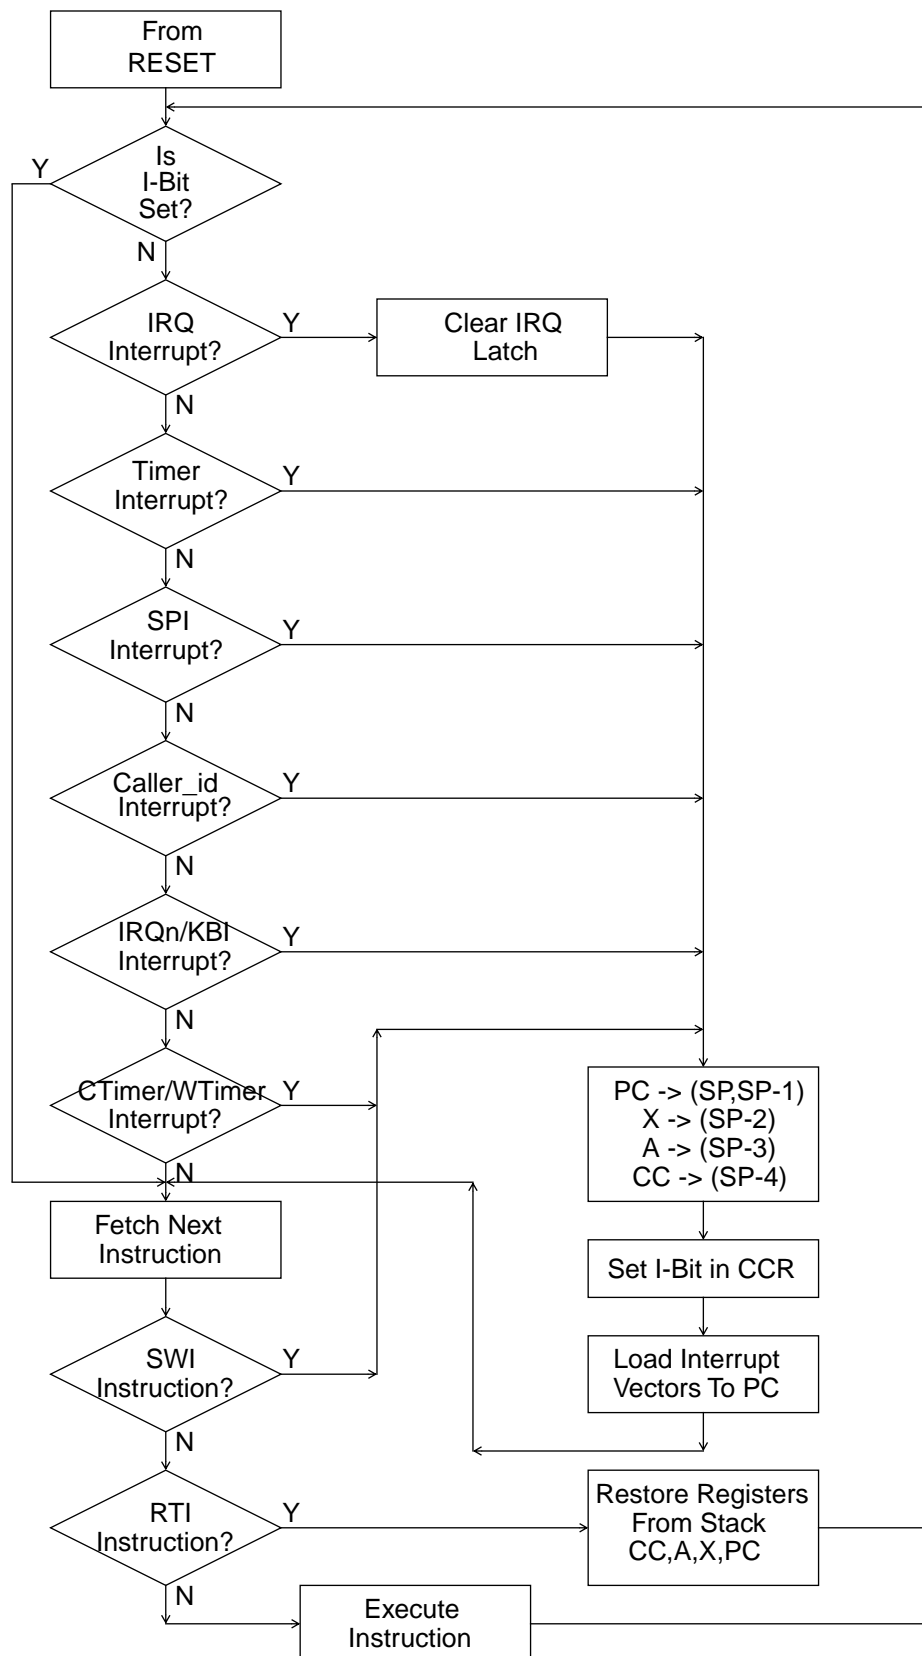 From
RESET
Is
I-Bit
Set?
Y
N
IRQ
Interrupt?
Y
Clear IRQ
Latch
N
Timer
Interrupt?
Y
N
SPI
Interrupt?
Y
N
Caller_id
Interrupt?
Y
N
IRQn/KBI
Interrupt?
Y
N
CTimer/WTimer
Interrupt?
Y
N
PC -> (SP,SP-1)
X -> (SP-2)
A -> (SP-3)
CC -> (SP-4)
Fetch Next
Instruction
Set I-Bit in CCR
SWI
Instruction?
Y
Load Interrupt
Vectors To PC
N
RTI
Instruction?
Y
Restore Registers
From Stack
CC,A,X,PC
N
Execute
Instruction